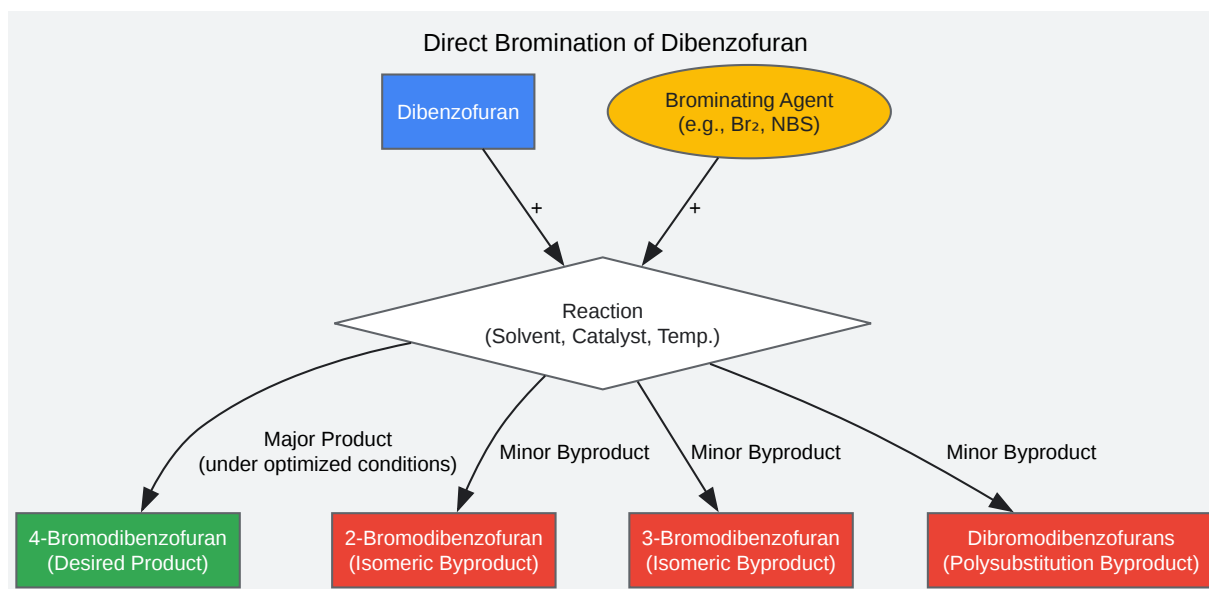 Direct Bromination of Dibenzofuran
Dibenzofuran
Brominating Agent
(e.g., Br₂, NBS)
+
+
Reaction
(Solvent, Catalyst, Temp.)
Major Product
(under optimized conditions)
Minor Byproduct
Minor Byproduct
Minor Byproduct
4-Bromodibenzofuran
(Desired Product)
2-Bromodibenzofuran
(Isomeric Byproduct)
3-Bromodibenzofuran
(Isomeric Byproduct)
Dibromodibenzofurans
(Polysubstitution Byproduct)